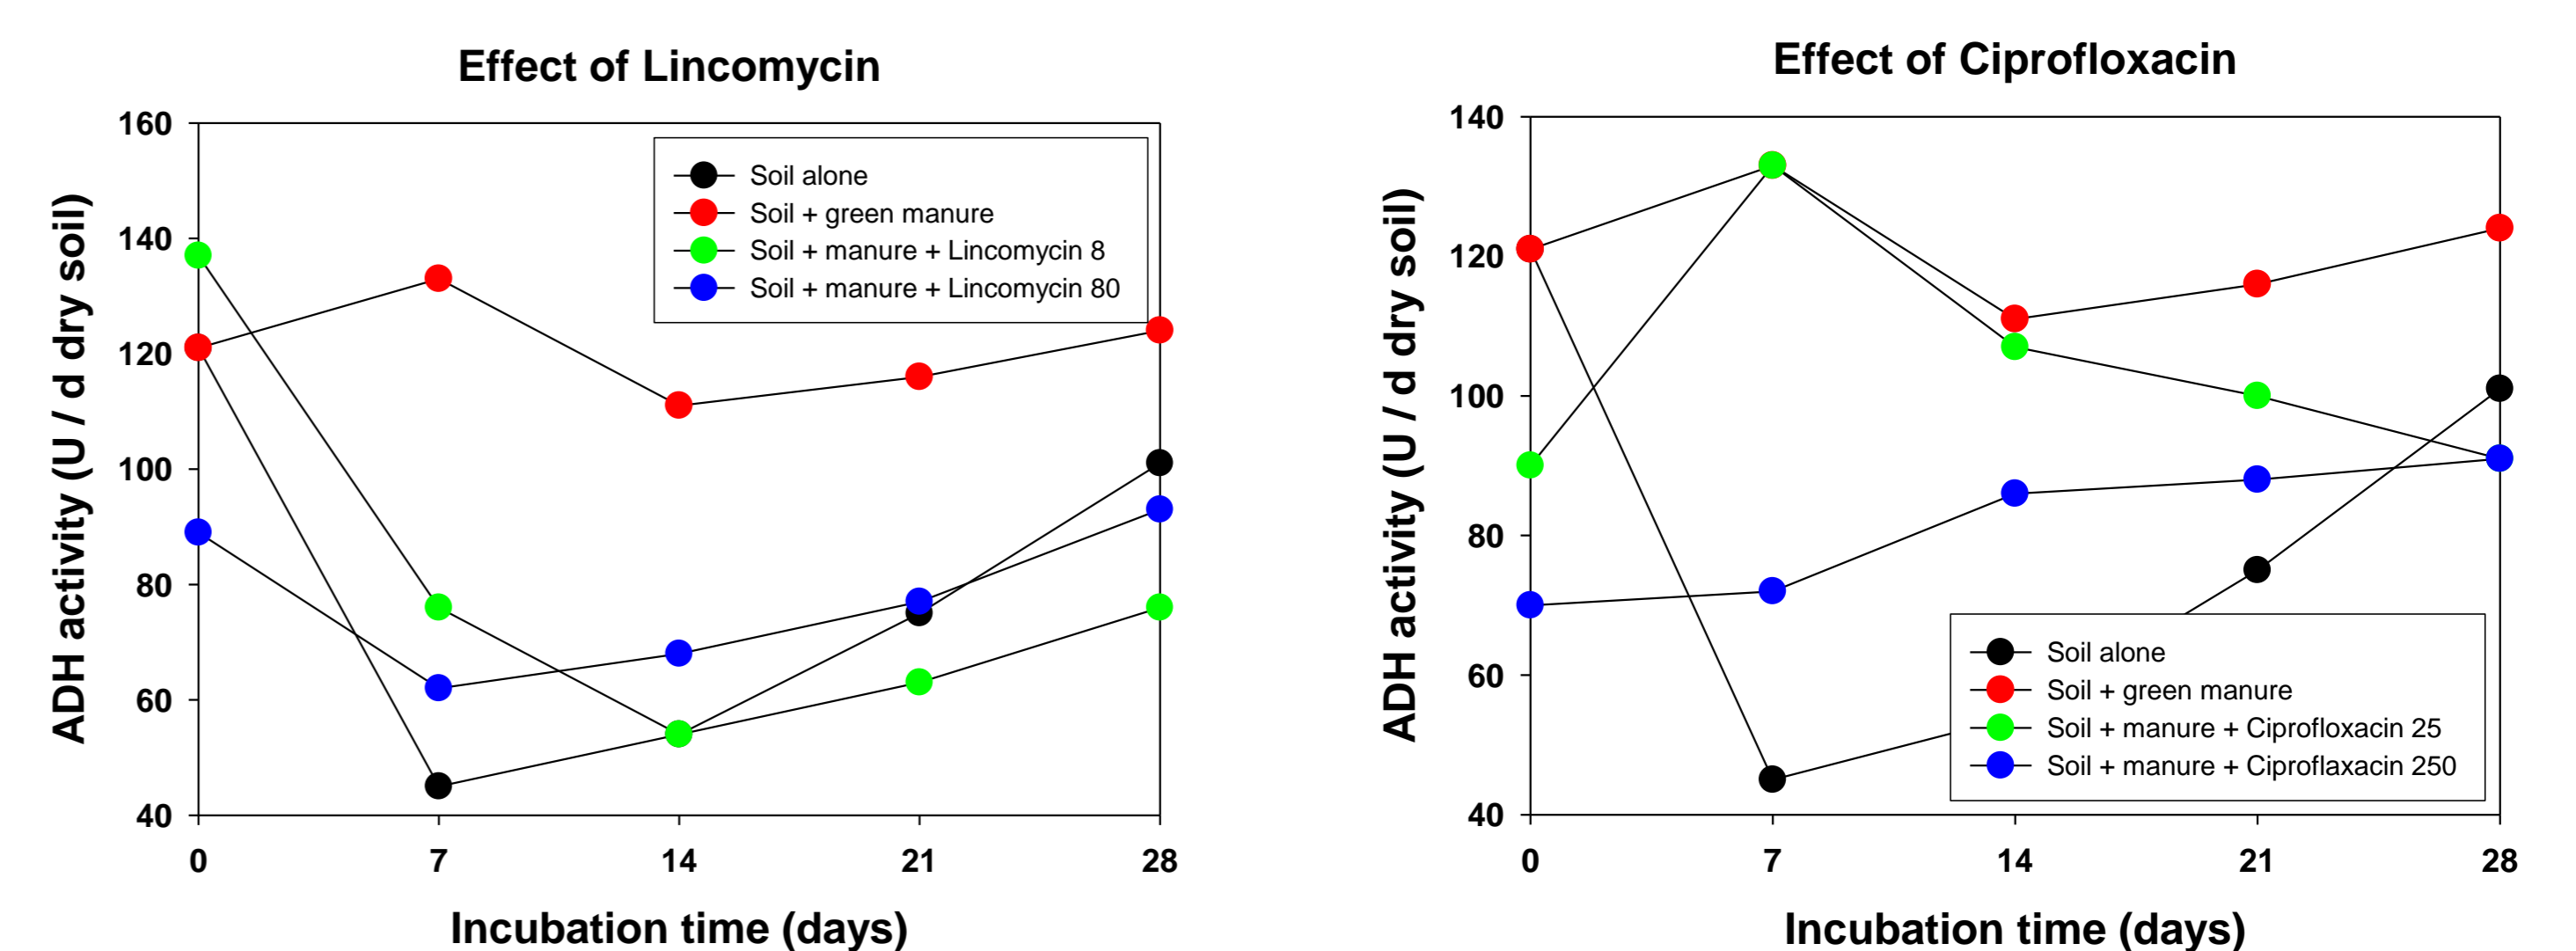 Effect of Lincomycin
ADH activity (U / d dry soil)
160
140
120
100
80
60
40
Soil alone
Soil + green manure
Soil + manure + Lincomycin 8
Soil + manure + Lincomycin 80
0 7 14 21 28
Incubation time (days)
Effect of Ciprofloxacin
ADH activity (U / d dry soil)
140
120
100
80
60
40
Soil alone
Soil + green manure
Soil + manure + Ciprofloxacin 25
Soil + manure + Ciproflaxacin 250
0 7 14 21 28
Incubation time (days)